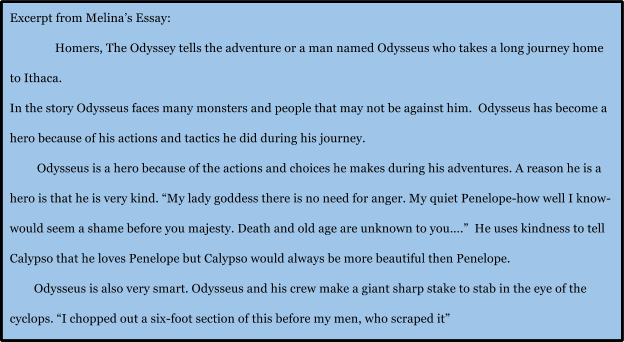 Excerpt from Melina’s Essay:
Homers, The Odyssey tells the adventure or a man named Odysseus who takes a long journey home
to Ithaca.
In the story Odysseus faces many monsters and people that may not be against him.  Odysseus has become a
hero because of his actions and tactics he did during his journey.
Odysseus is a hero because of the actions and choices he makes during his adventures. A reason he is a
hero is that he is very kind. “My lady goddess there is no need for anger. My quiet Penelope-how well I know-
would seem a shame before you majesty. Death and old age are unknown to you....”  He uses kindness to tell
Calypso that he loves Penelope but Calypso would always be more beautiful then Penelope.
Odysseus is also very smart. Odysseus and his crew make a giant sharp stake to stab in the eye of the
cyclops. “I chopped out a six-foot section of this before my men, who scraped it”